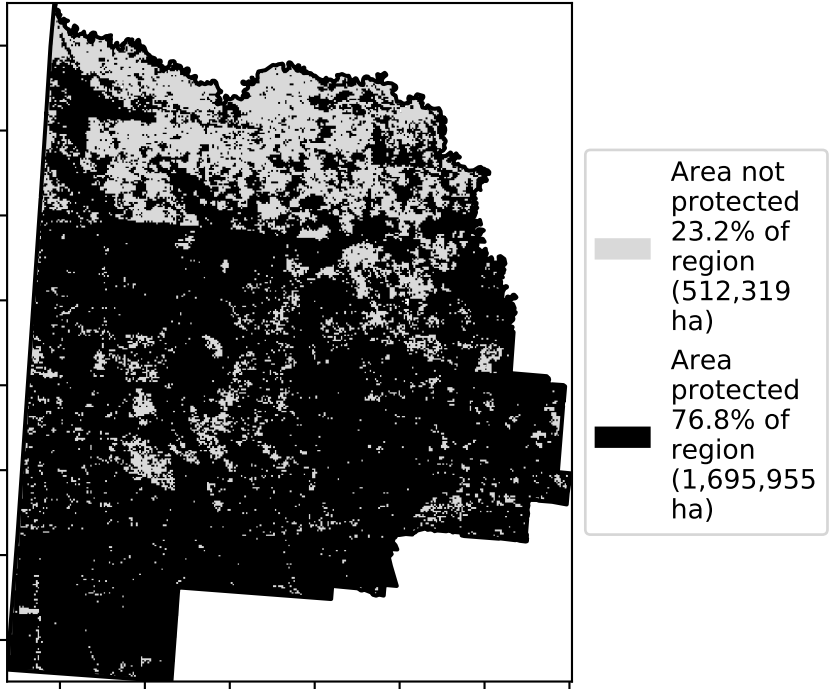 Area not
protected
23.2% of
region
(512,319
ha)
Area
protected
76.8% of
region
(1,695,955
ha)